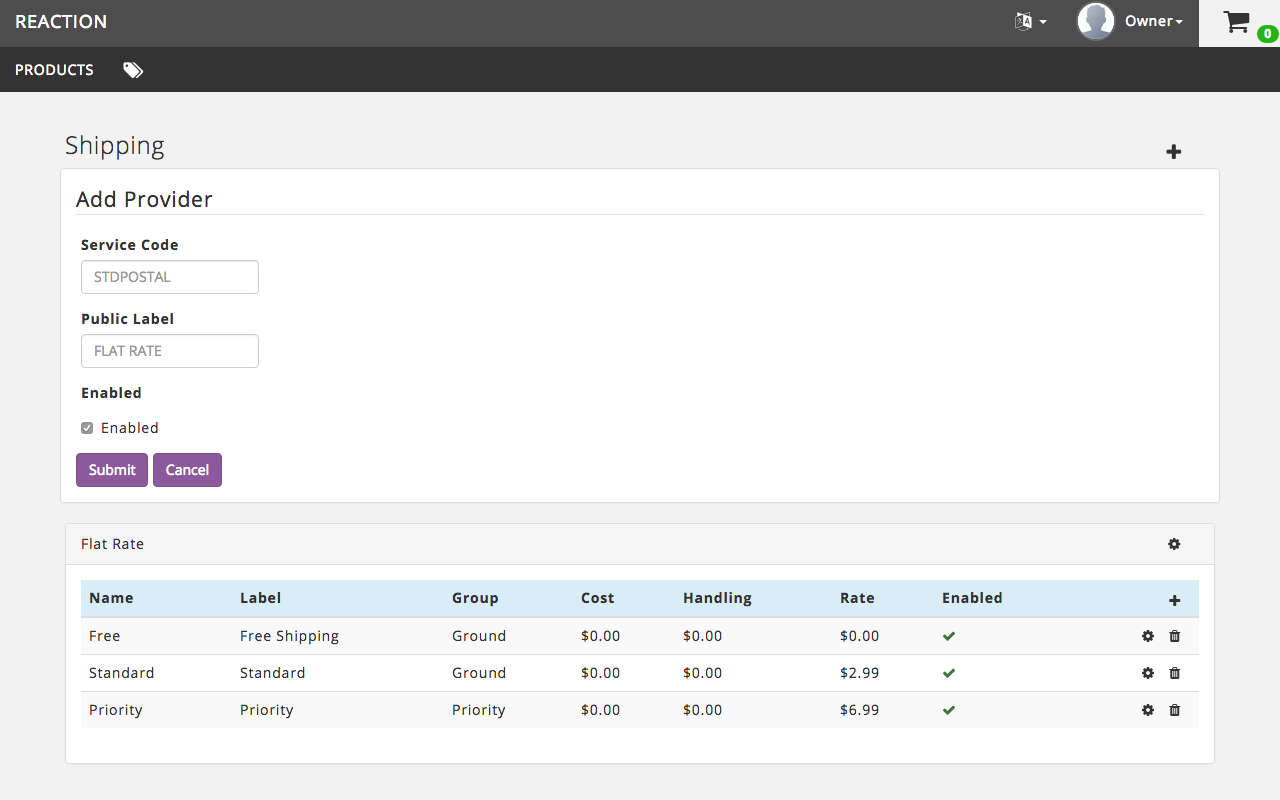 REACTION
Owner
0
PRODUCTS
Shipping
Add Provider
Service Code
STDPOSTAL
Public Label
FLAT RATE
Enabled
Enabled
Submit Cancel
Flat Rate
Name Label Group Cost Handling Rate Enabled
Free Free Shipping Ground $0.00 $0.00 $0.00
Standard Standard Ground $0.00 $0.00 $2.99
Priority Priority Priority $0.00 $0.00 $6.99